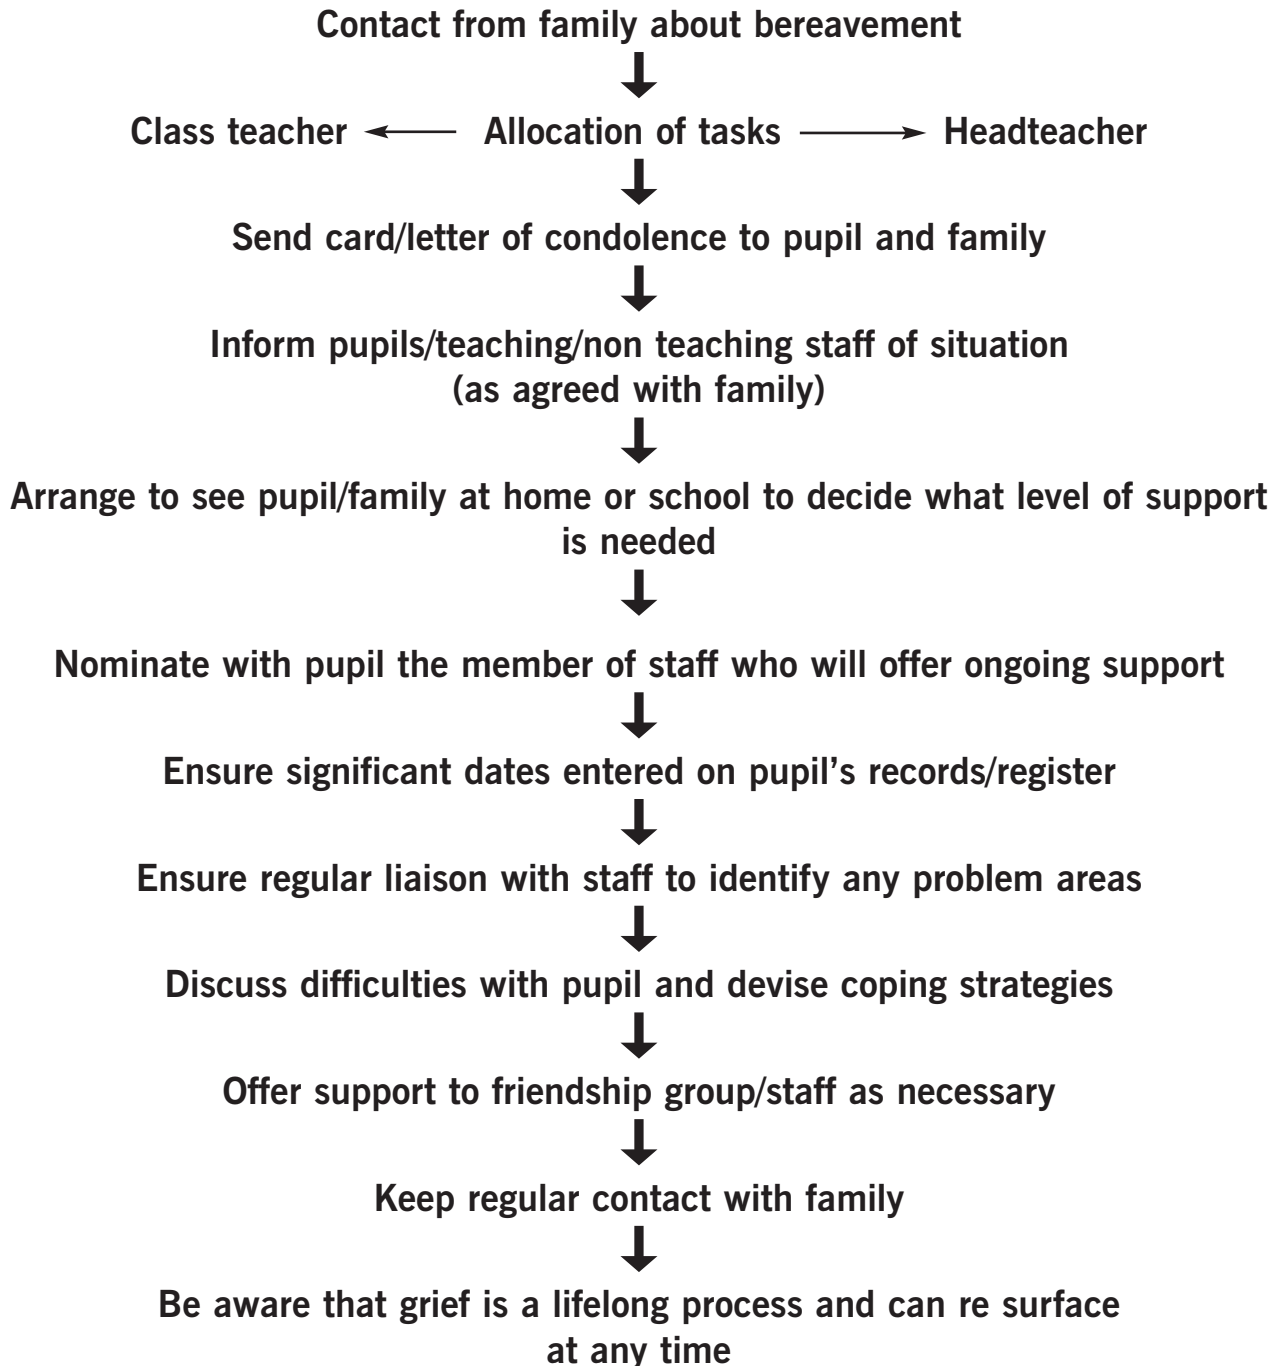 Contact from family about bereavement
Class teacher Allocation of tasks Headteacher
Send card/letter of condolence to pupil and family
Inform pupils/teaching/non teaching staff of situation
(as agreed with family)
Arrange to see pupil/family at home or school to decide what level of support
is needed
Nominate with pupil the member of staff who will offer ongoing support
Ensure significant dates entered on pupil’s records/register
Ensure regular liaison with staff to identify any problem areas
Discuss difficulties with pupil and devise coping strategies
Offer support to friendship group/staff as necessary
Keep regular contact with family
Be aware that grief is a lifelong process and can re surface
at any time